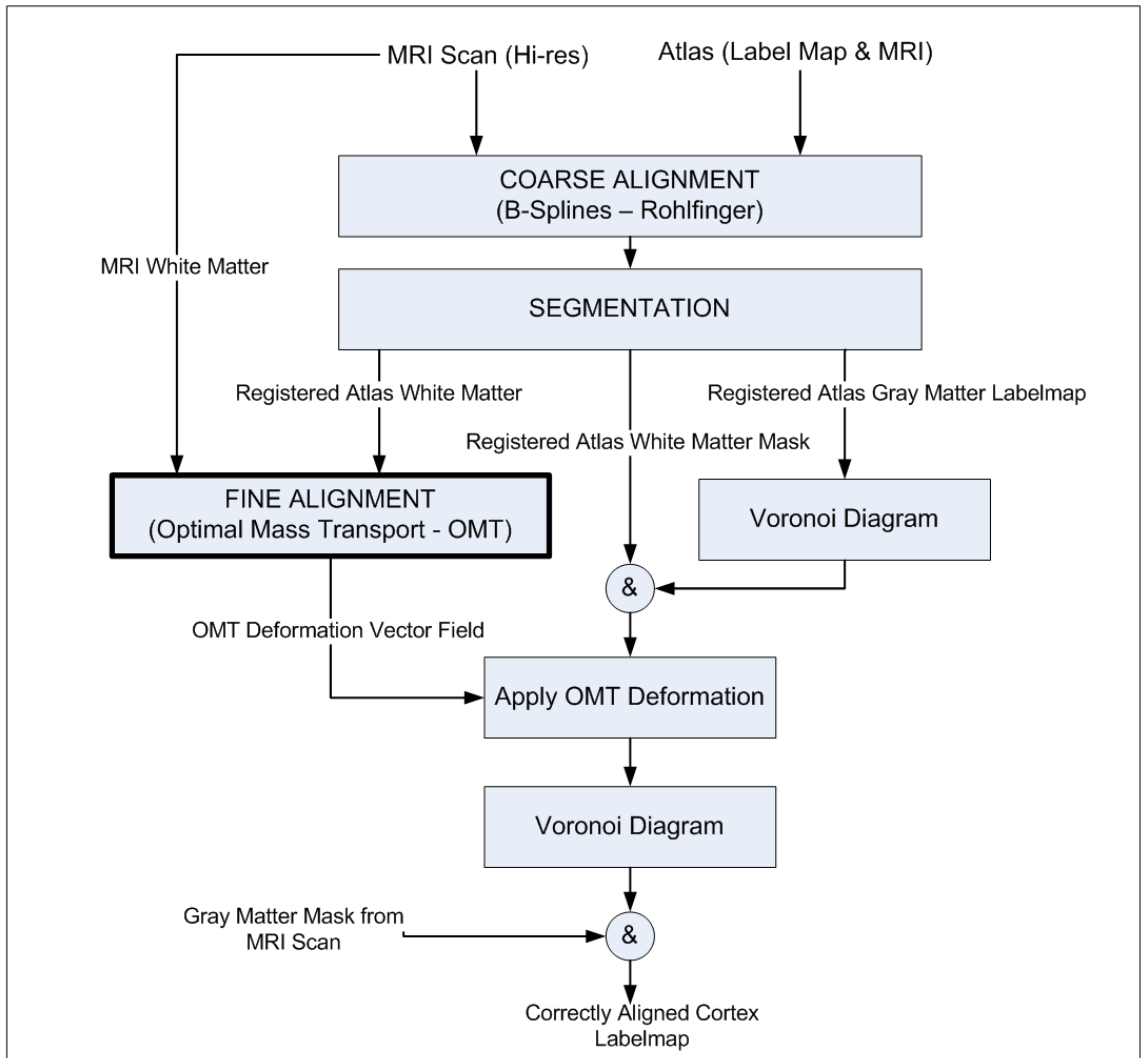 MRI Scan (Hi-res)
Atlas (Label Map & MRI)
COARSE ALIGNMENT
(B-Splines – Rohlfinger)
MRI White Matter
SEGMENTATION
Registered Atlas White Matter
Registered Atlas Gray Matter Labelmap
Registered Atlas White Matter Mask
FINE ALIGNMENT
(Optimal Mass Transport - OMT)
Voronoi Diagram
&
OMT Deformation Vector Field
Apply OMT Deformation
Voronoi Diagram
Gray Matter Mask from
MRI Scan
&
Correctly Aligned Cortex
Labelmap